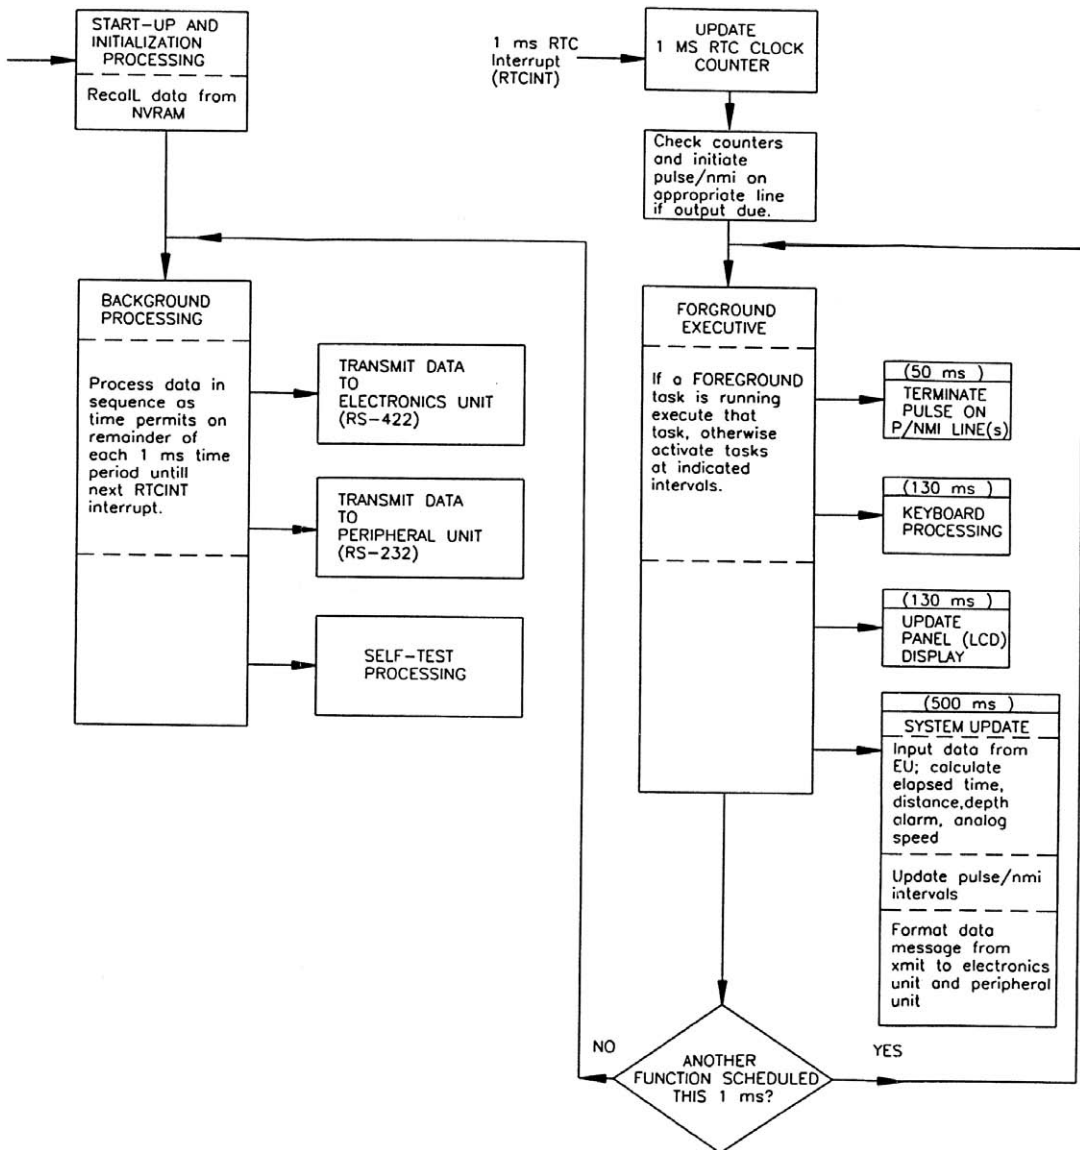 START-UP AND
INITIALIZATION
PROCESSING
RecalL data from
NVRAM
1 ms RTC
Interrupt
(RTCINT)
UPDATE
1 MS RTC CLOCK
COUNTER
Check counters
and initiate
pulse/nmi on
appropriate line
if output due.
BACKGROUND
PROCESSING
Process data in
sequence as
time permits on
remainder of
each 1 ms time
period untill
next RTCINT
interrupt.
TRANSMIT DATA
TO
ELECTRONICS UNIT
(RS-422)
TRANSMIT DATA
TO
PERIPHERAL UNIT
(RS-232)
SELF-TEST
PROCESSING
FORGROUND
EXECUTIVE
If a FOREGROUND
task is running
execute that
task, otherwise
activate tasks
at indicated
intervals.
(50 ms )
TERMINATE
PULSE ON
P/NMI LINE(s)
(130 ms )
KEYBOARD
PROCESSING
(130 ms )
UPDATE
PANEL (LCD)
DISPLAY
(500 ms )
SYSTEM UPDATE
Input data from
EU; calculate
elapsed time,
distance,depth
alarm, analog
speed
Update pulse/nmi
intervals
Format data
message from
xmit to electronics
unit and peripheral
unit
NO
ANOTHER
FUNCTION SCHEDULED
THIS 1 ms?
YES